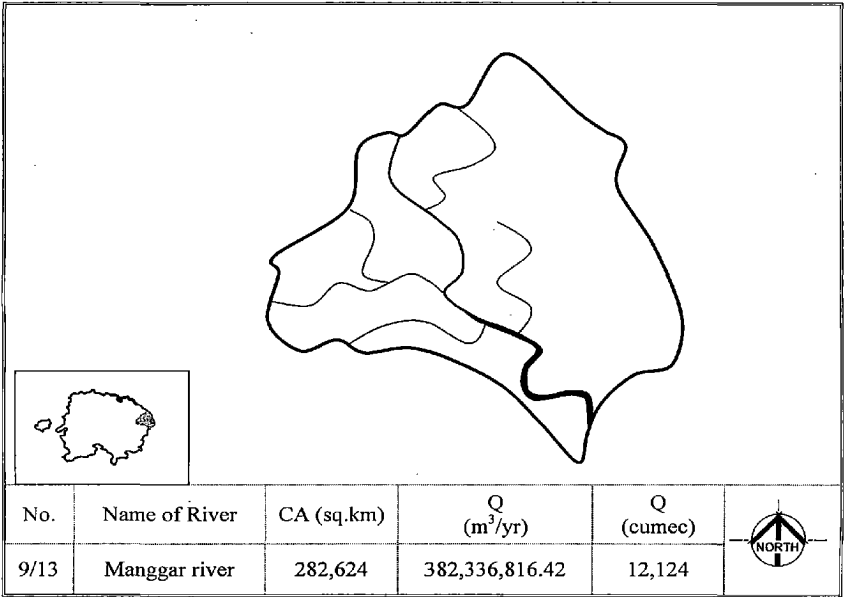 No. Name of River CA (sq.km) Q (m³/yr) Q (cumec)
NORTH
9/13 Manggar river 282,624 382,336,816.42 12,124